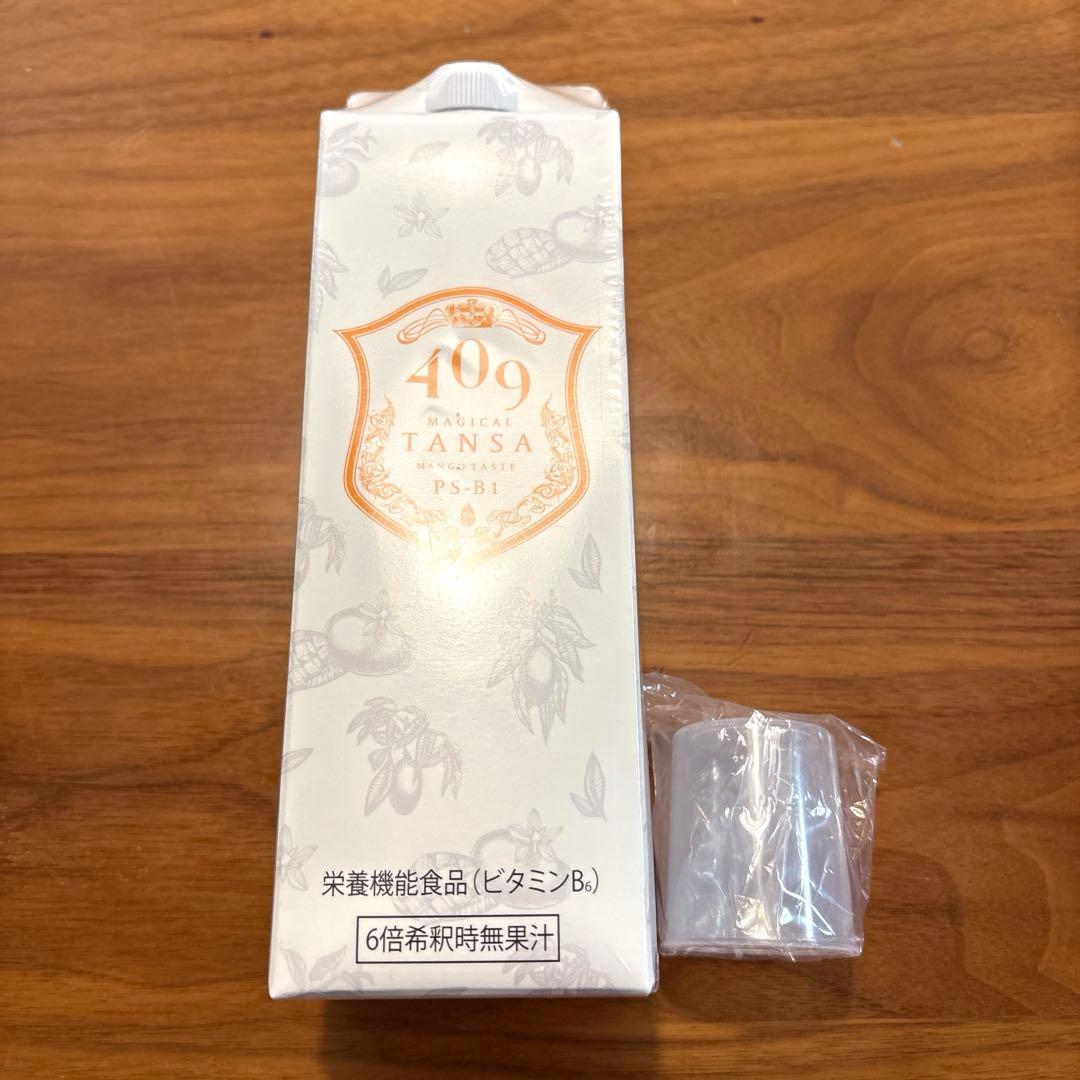 409
MAGICAL
TANSA
MANGO TASTE
PS-B1
栄養機能食品(ビタミンB₆)
6倍希釈時無果汁